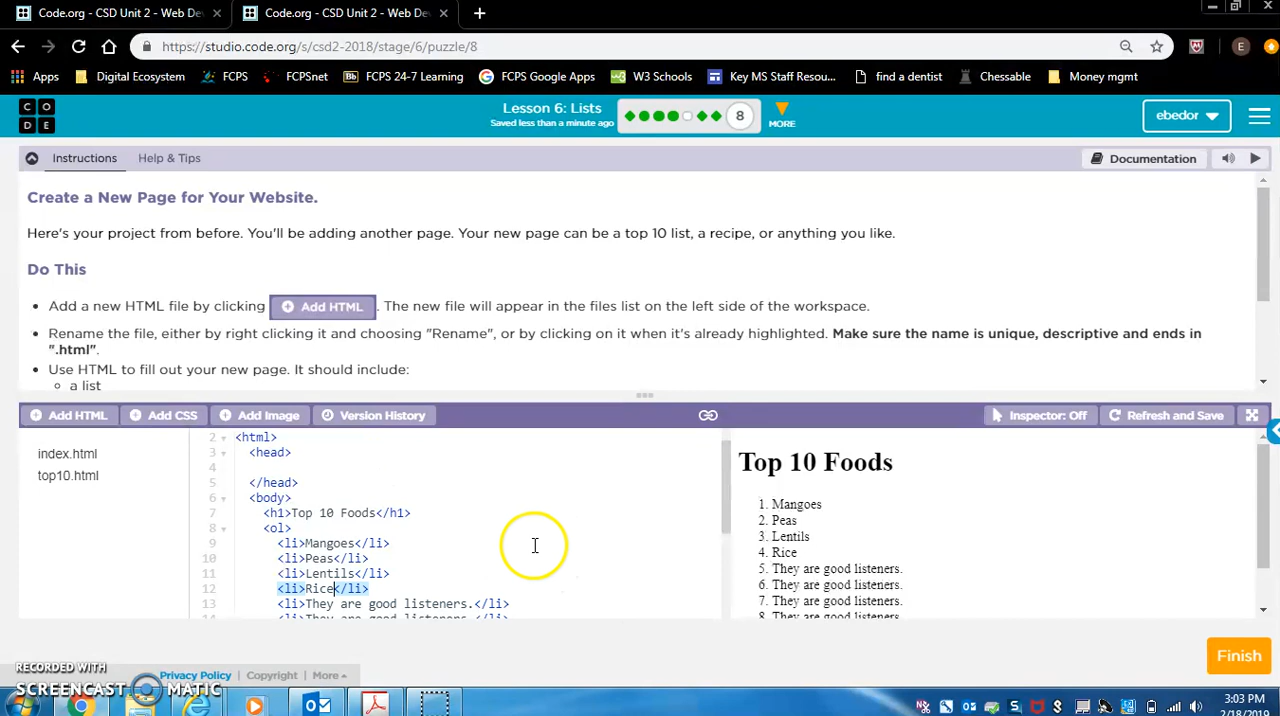 Code.org - CSD Unit 2 - Web De
Code.org - CSD Unit 2 - Web De
https://studio.code.org/s/csd2-2018/stage/6/puzzle/8
E
Apps
Digital Ecosystem
FCPS
FCPSnet
Bb FCPS 24-7 Learning
FCPS Google Apps
W3 Schools
Key MS Staff Resou...
find a dentist
Chessable
Money mgmt
C O
D E
Lesson 6: Lists
Saved less than a minute ago
8
MORE
ebedor
Instructions
Help & Tips
Documentation
Create a New Page for Your Website.
Here's your project from before. You'll be adding another page. Your new page can be a top 10 list, a recipe, or anything you like.
Do This
Add a new HTML file by clicking Add HTML . The new file will appear in the files list on the left side of the workspace.
Rename the file, either by right clicking it and choosing "Rename", or by clicking on it when it's already highlighted. Make sure the name is unique, descriptive and ends in
".html".
Use HTML to fill out your new page. It should include:
a list
Add HTML
Add CSS
Add Image
Version History
Inspector: Off
Refresh and Save
index.html
top10.html
2 <html>
3 <head>
4
5 </head>
6 <body>
7 <h1>Top 10 Foods</h1>
8 <ol>
9 <li>Mangoes</li>
10 <li>Peas</li>
11 <li>Lentils</li>
12 <li>Rice</li>
13 <li>They are good listeners.</li>
<li>They are good listeners.</li>
Top 10 Foods
1. Mangoes
2. Peas
3. Lentils
4. Rice
5. They are good listeners.
6. They are good listeners.
7. They are good listeners.
8. They are good listeners.
Finish
RECORDED WITH
SCREENCAST MATIC
Privacy Policy
Copyright
More
3:03 PM
2/18/2019